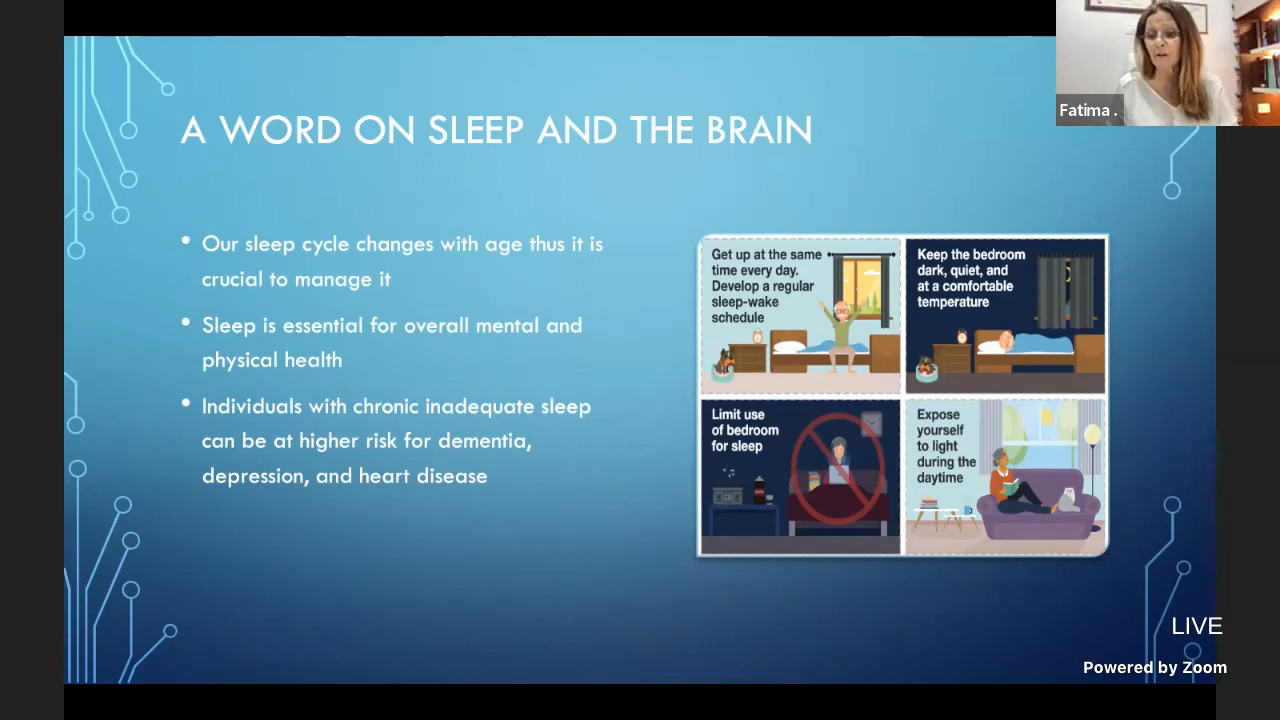 Fatima .
A WORD ON SLEEP AND THE BRAIN
• Our sleep cycle changes with age thus it is
crucial to manage it
• Sleep is essential for overall mental and
physical health
• Individuals with chronic inadequate sleep
can be at higher risk for dementia,
depression, and heart disease
Get up at the same
time every day.
Develop a regular
sleep-wake
schedule
Keep the bedroom
dark, quiet, and
at a comfortable
temperature
Limit use
of bedroom
for sleep
Expose
yourself
to light
during the
daytime
LIVE
Powered by Zoom